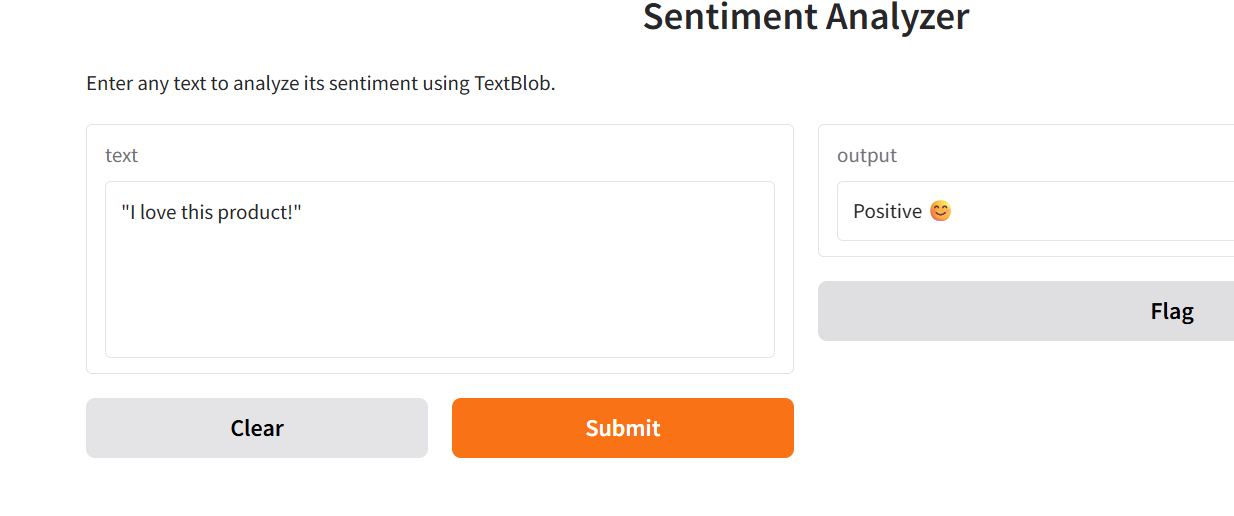 Sentiment Analyzer
Enter any text to analyze its sentiment using TextBlob.
text
"I love this product!"
output
Positive 😊
Flag
Clear
Submit